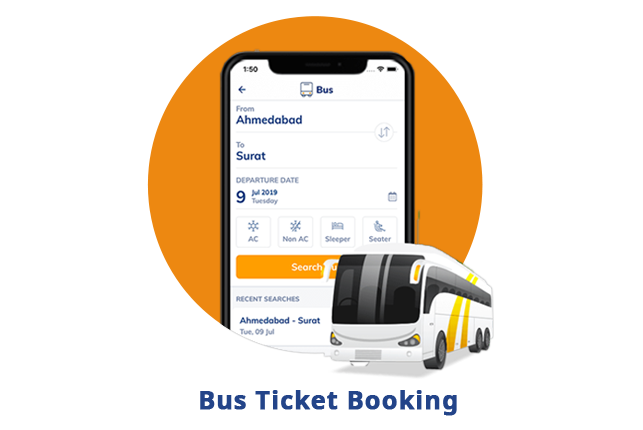 1:50
Bus
From
Ahmedabad
To
Surat
DEPARTURE DATE
9 Jul 2019
Tuesday
AC Non AC Sleeper Seater
Search
RECENT SEARCHES
Ahmedabad - Surat
Tue, 09 Jul
Bus Ticket Booking